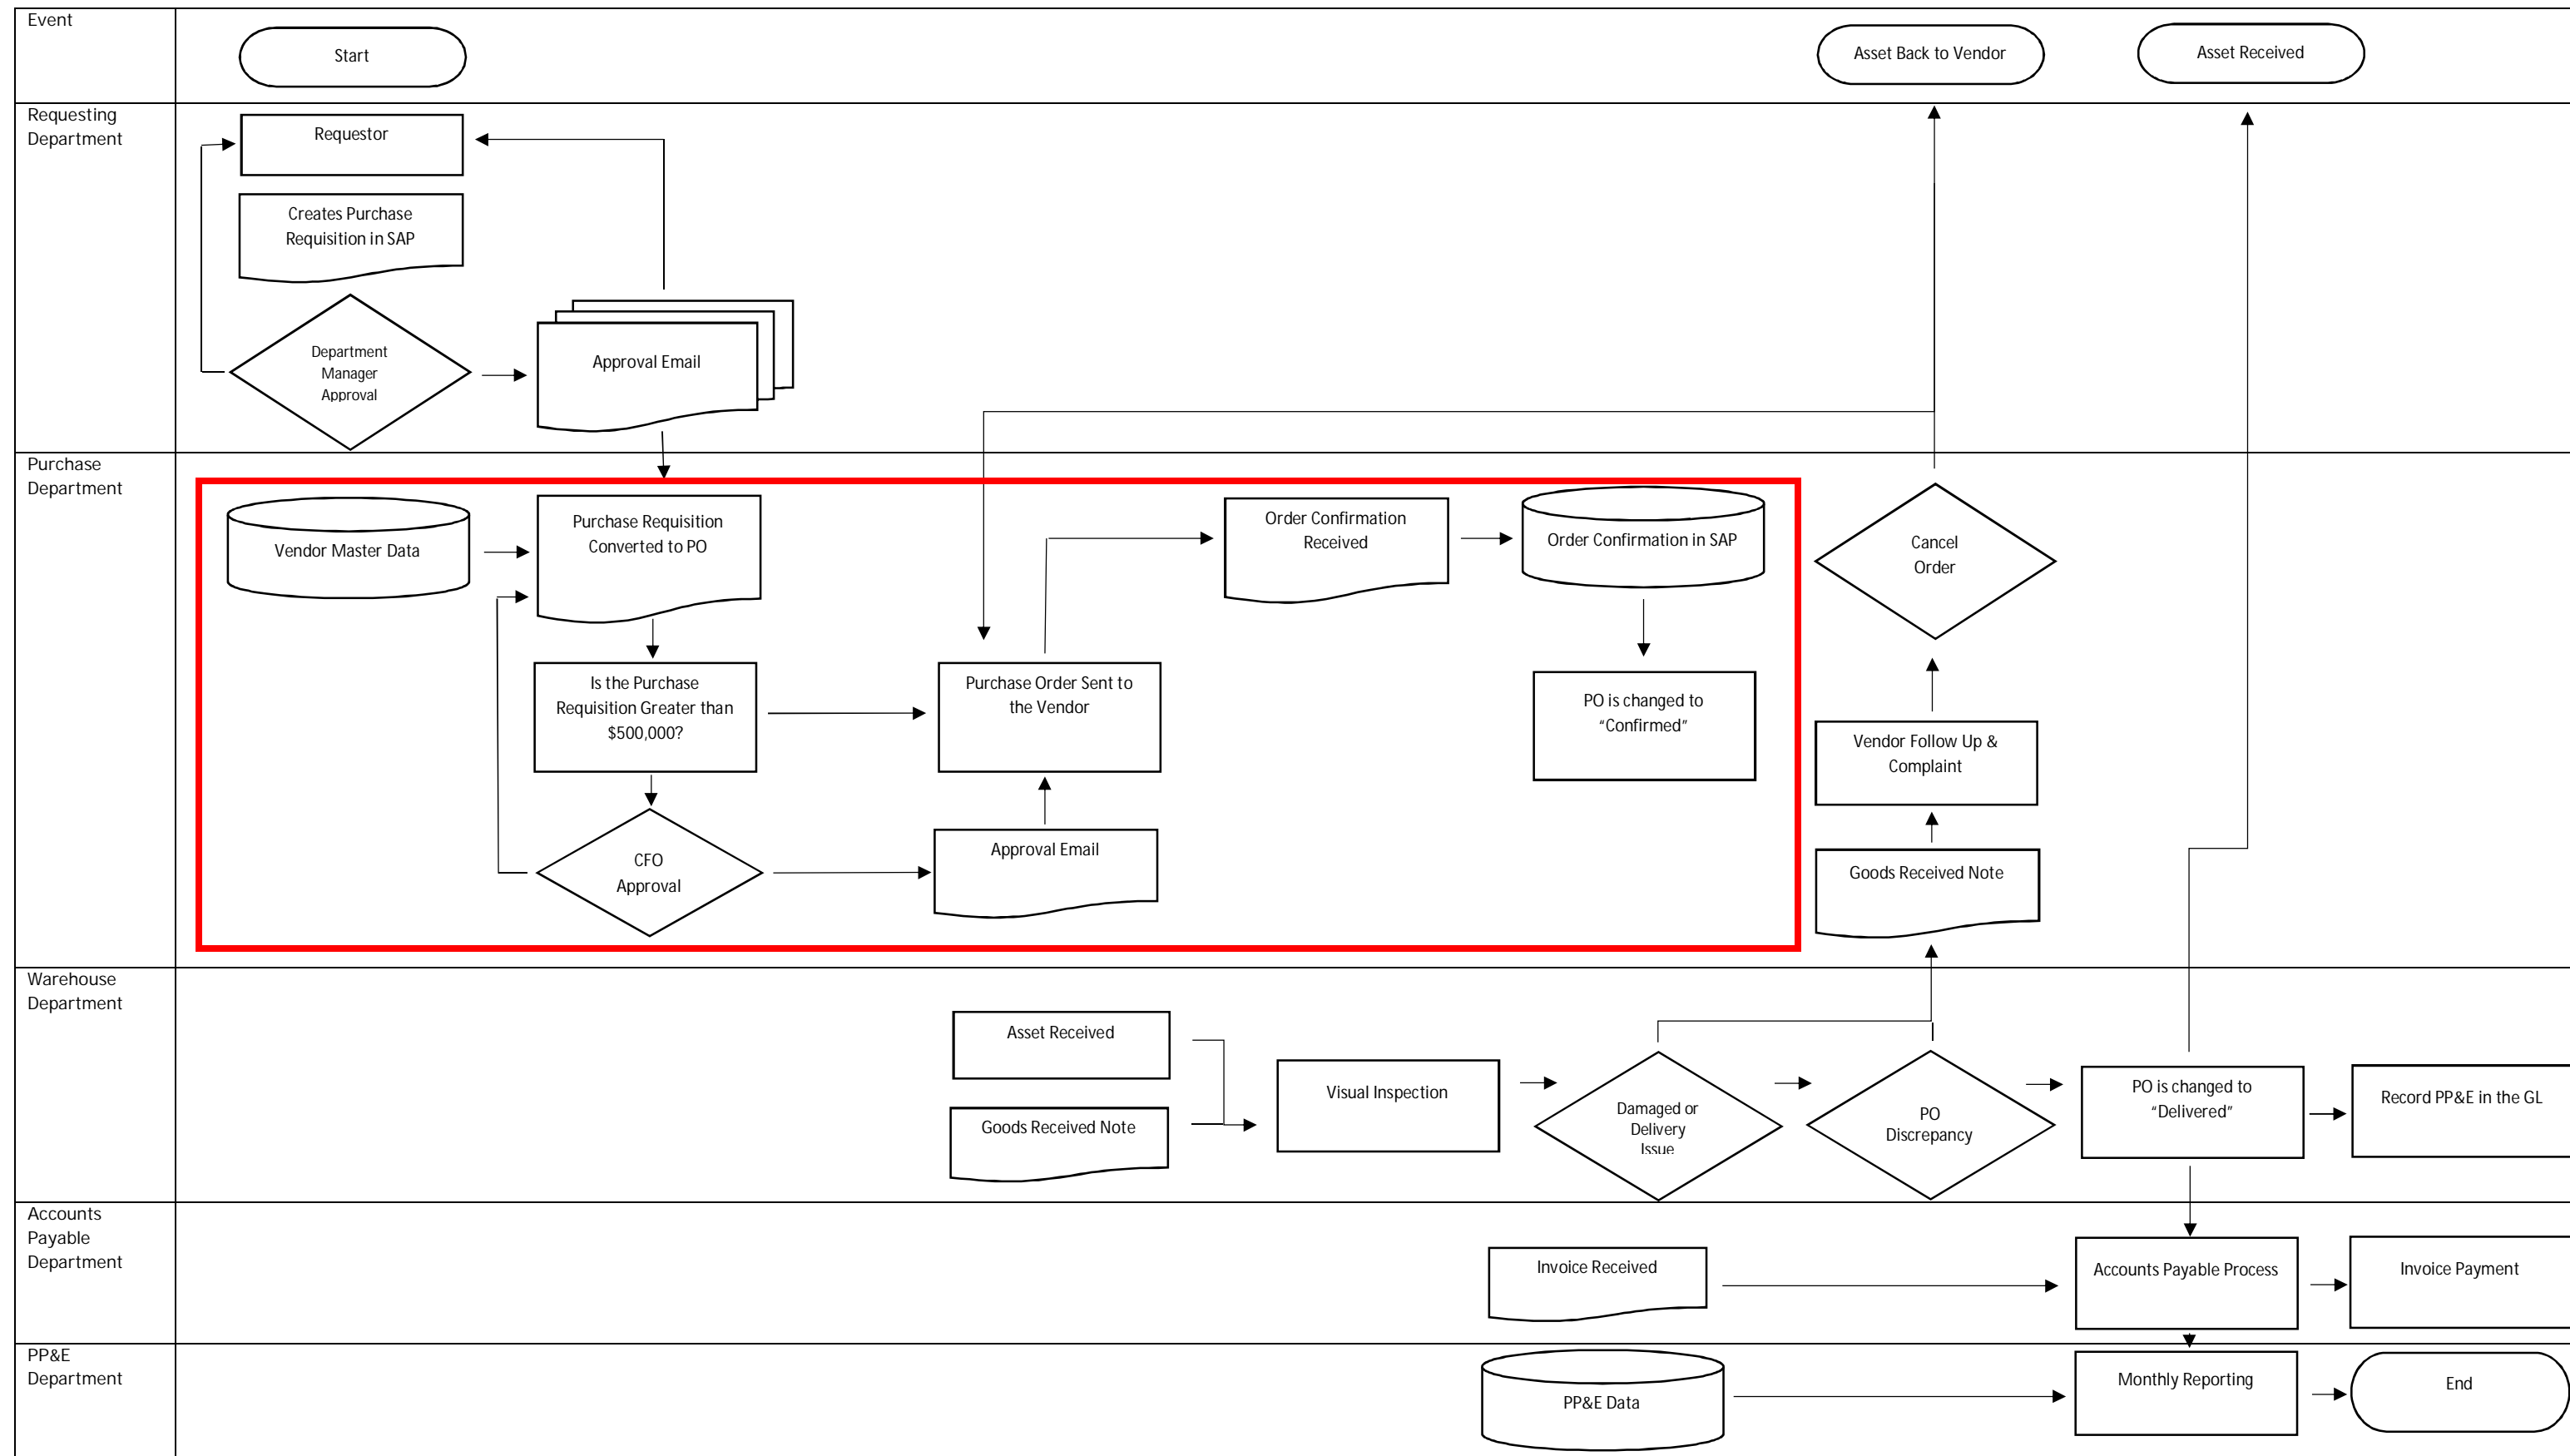 Event
Start
Asset Back to Vendor
Asset Received
Requesting
Department
Requestor
Creates Purchase
Requisition in SAP
Department
Manager
Approval
Approval Email
Purchase
Department
Vendor Master Data
Purchase Requisition
Converted to PO
Order Confirmation
Received
Order Confirmation in SAP
Cancel
Order
Is the Purchase
Requisition Greater than
$500,000?
Purchase Order Sent to
the Vendor
PO is changed to
“Confirmed”
Vendor Follow Up &
Complaint
CFO
Approval
Approval Email
Goods Received Note
Warehouse
Department
Asset Received
Goods Received Note
Visual Inspection
Damaged or
Delivery
Issue
PO
Discrepancy
PO is changed to
“Delivered”
Record PP&E in the GL
Accounts
Payable
Department
Invoice Received
Accounts Payable Process
Invoice Payment
PP&E
Department
PP&E Data
Monthly Reporting
End